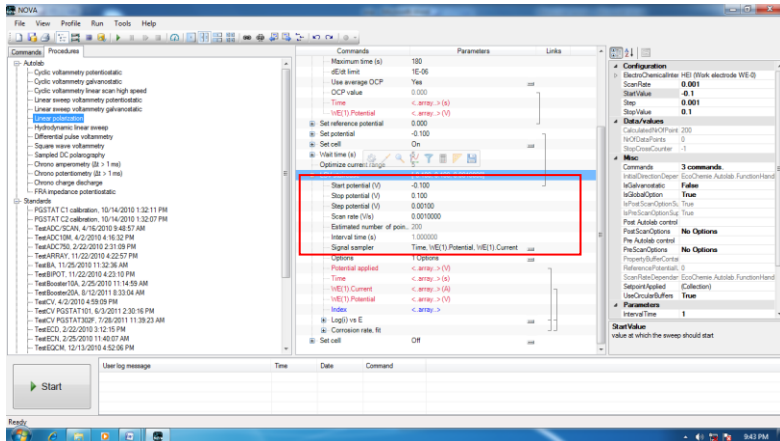 NOVA
File View Profile Run Tools Help
Commands Procedures
Autolab
Cyclic voltammetry potentiostatic
Cyclic voltammetry galvanostatic
Cyclic voltammetry linear scan high speed
Linear sweep voltammetry potentiostatic
Linear sweep voltammetry galvanostatic
Linear polarization
Hydrodynamic linear sweep
Differential pulse voltammetry
Square wave voltammetry
Sampled DC polarography
Chrono amperometry (Δt > 1 ms)
Chrono potentiometry (Δt > 1 ms)
Chrono charge discharge
FRA impedance potentiostatic
Standards
PGSTAT C1 calibration, 10/14/2010 1:32:11 PM
PGSTAT C2 calibration, 10/14/2010 1:32:07 PM
TestADC/SCAN, 4/16/2010 9:48:57 AM
TestADC10M, 4/2/2010 4:16:32 PM
TestADC750, 2/22/2010 2:31:09 PM
TestARRAY, 11/22/2010 4:22:57 PM
TestBA, 11/25/2010 11:32:36 AM
TestBIPOT, 11/22/2010 4:23:10 PM
TestBooster10A, 2/25/2010 11:14:59 AM
TestBooster20A, 8/12/2011 8:33:04 AM
TestCV, 4/2/2010 4:59:09 PM
TestCV PGSTAT101, 6/3/2011 2:30:16 PM
TestCV PGSTAT302F, 7/28/2011 11:39:23 AM
TestECD, 2/22/2010 3:12:15 PM
TestECN, 2/25/2010 11:40:07 AM
TestEQCM, 12/13/2010 4:52:06 PM
Commands Parameters Links
Maximum time (s) 180
dE/dt limit 1E-06
Use average OCP Yes
OCP value 0.000
Time <..array..> (s)
WE(1).Potential <..array..> (V)
Set reference potential 0.000
Set potential -0.100
Set cell On
Wait time (s)
Optimize current range 5
Start potential (V) -0.100
Stop potential (V) 0.100
Step potential (V) 0.00100
Scan rate (V/s) 0.0010000
Estimated number of poin... 200
Interval time (s) 1.000000
Signal sampler Time, WE(1).Potential, WE(1).Current
Options 1 Options
Potential applied <..array..> (V)
Time <..array..> (s)
WE(1).Current <..array..> (A)
WE(1).Potential <..array..> (V)
Index <..array..>
Log(i) vs E
Corrosion rate, fit
Set cell Off
Configuration
ElectroChemicalInter HEI (Work electrode WE-0)
ScanRate 0.001
StartValue -0.1
Step 0.001
StopValue 0.1
Data/values
CalculatedNrOfPoint 200
NrOfDataPoints 0
StopCrossCounter -1
Misc
Commands 3 commands.
InitialDirectionDeper EcoChemie.Autolab.FunctionHand
IsGalvanostatic False
IsGlobalOption True
IsPostScanOptionSu True
IsPreScanOptionSup True
Post Autolab control
PostScanOptions No Options
Pre Autolab control
PreScanOptions No Options
PropertyBufferContai
ReferencePotentials 0
ScanRateDependar EcoChemie.Autolab.FunctionHand
SetpointApplied (Collection)
UseCircularBuffers True
Parameters
IntervalTime 1
StartValue
value at which the sweep should start
Start
User log message Time Date Command
Ready
9:43 PM